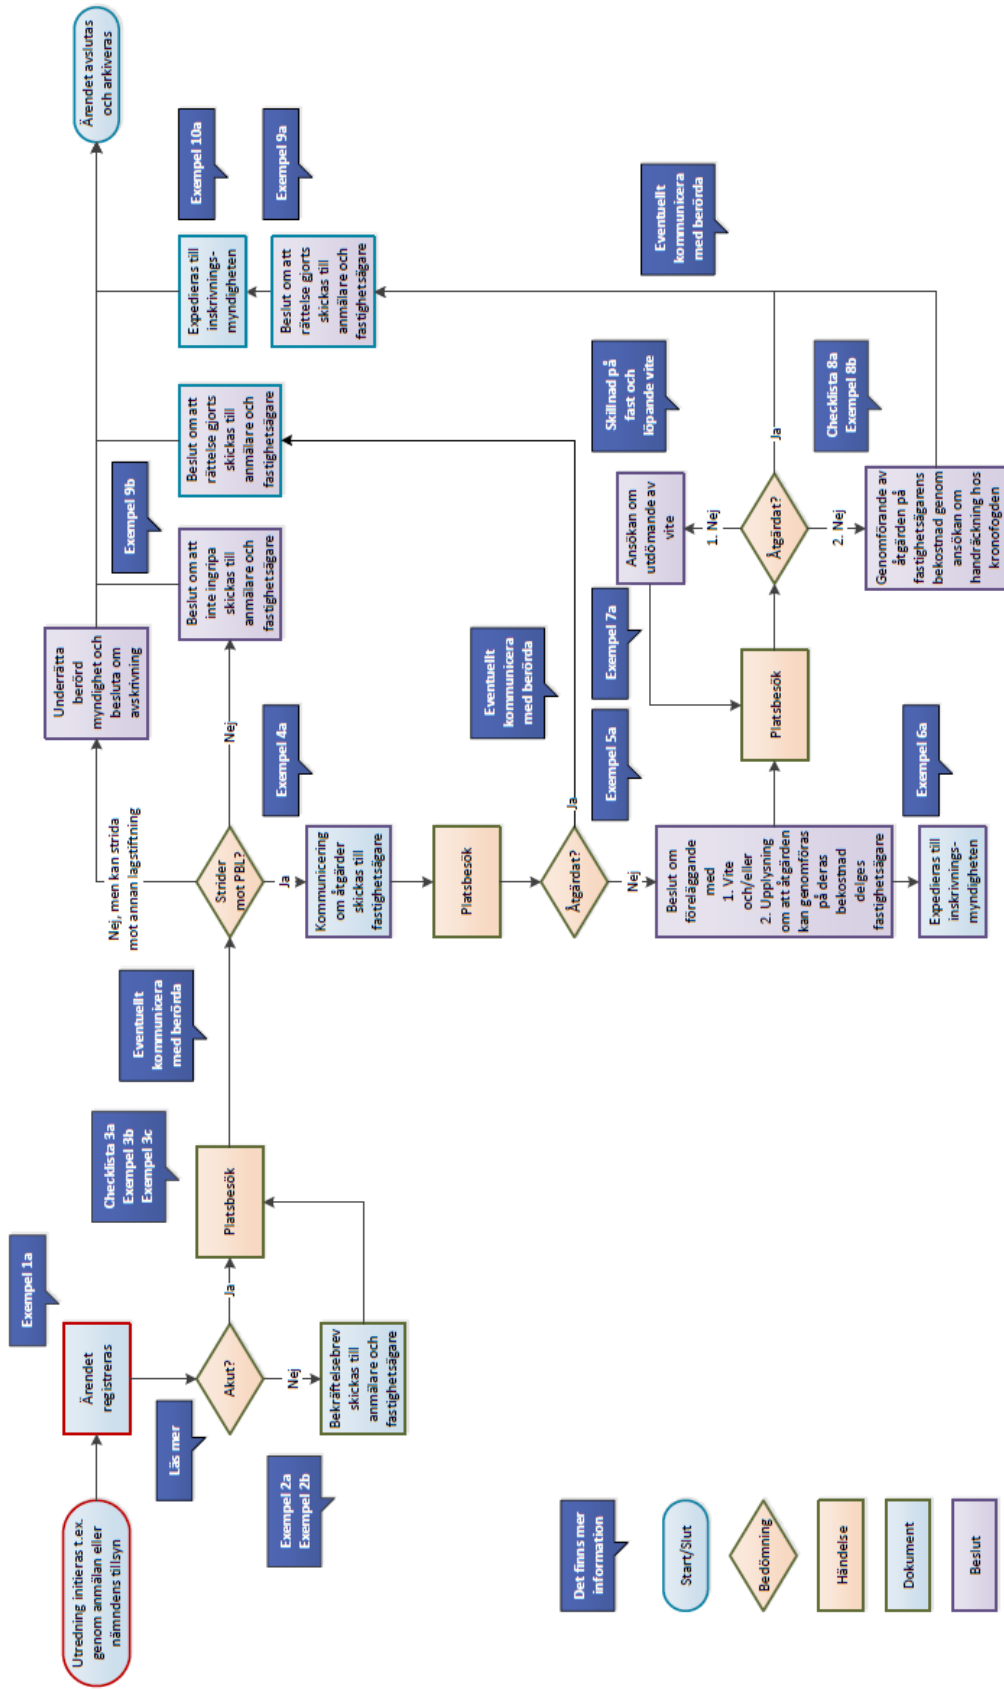 Utredning initieras t.ex.
genom anmälan eller
nämndens tillsyn
Ärendet
registreras
Exempel 1a
Läs mer
Akut?
Ja
Nej
Exempel 2a
Exempel 2b
Bekräftelsebrev
skickas till
anmälare och
fastighetsägare
Platsbesök
Checklista 3a
Exempel 3b
Exempel 3c
Eventuellt
kommunicera
med berörda
Strider
mot PBL?
Nej, men kan strida
mot annan lagstiftning
Underrätta
berörd
myndighet och
besluta om
avskrivning
Nej
Beslut om att
inte ingripa
skickas till
anmälare och
fastighetsägare
Exempel 9b
Ja
Exempel 4a
Kommunicering
om åtgärder
skickas till
fastighetsägare
Platsbesök
Åtgärdat?
Ja
Eventuellt
kommunicera
med berörda
Beslut om att
rättelse gjorts
skickas till
anmälare och
fastighetsägare
Nej
Exempel 5a
Beslut om
föreläggande
med
1. Vite
och/eller
2. Upplysning
om att åtgärden
kan genomföras
på deras
bekostnad
delges
fastighetsägare
Expedieras till
inskrivnings-
myndigheten
Exempel 6a
Platsbesök
Exempel 7a
Åtgärdat?
1. Nej
Ansökan om
utdömande av
vite
Skillnad på
fast och
löpande vite
2. Nej
Genomförande av
åtgärden på
fastighetsägarens
bekostnad genom
ansökan om
handräckning hos
kronofogden
Checklista 8a
Exempel 8b
Ja
Eventuellt
kommunicera
med berörda
Beslut om att
rättelse gjorts
skickas till
anmälare och
fastighetsägare
Exempel 9a
Expedieras till
inskrivnings-
myndigheten
Exempel 10a
Ärendet avslutas
och arkiveras
Det finns mer
information
Start/Slut
Bedömning
Händelse
Dokument
Beslut